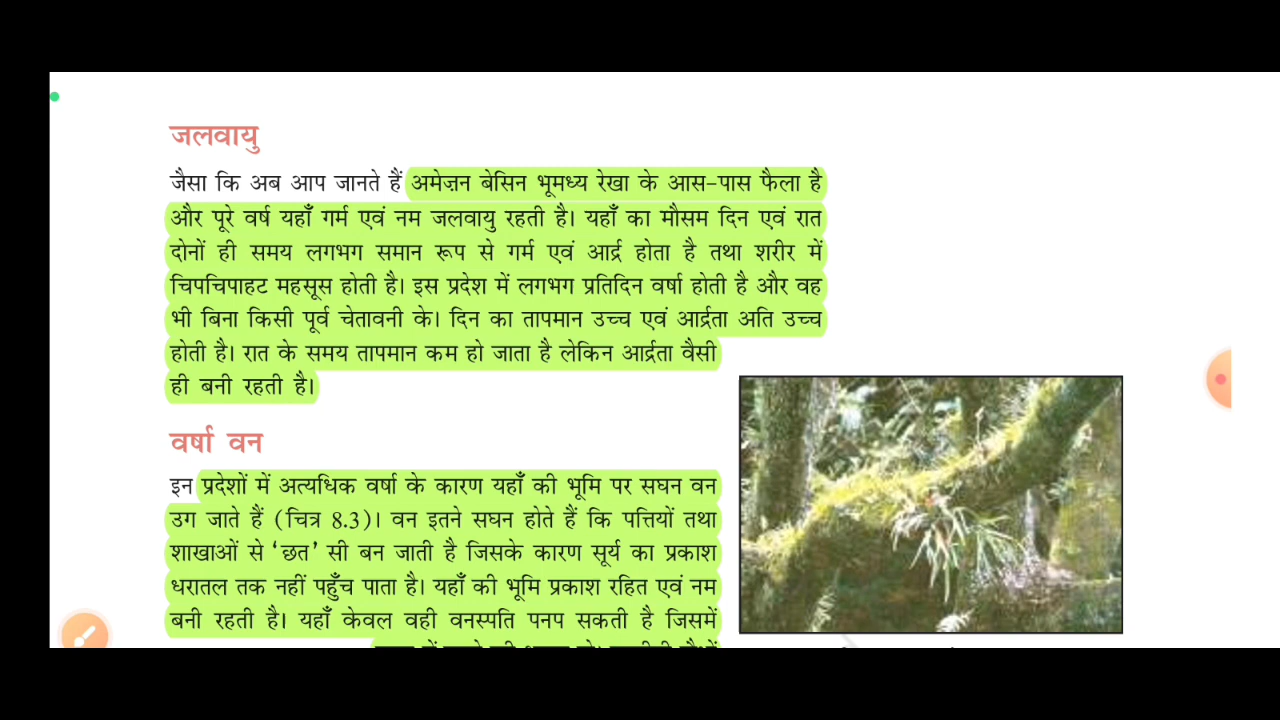 जलवायु
जैसा कि अब आप जानते हैं अमेज़न बेसिन भूमध्य रेखा के आस-पास फैला है
और पूरे वर्ष यहाँ गर्म एवं नम जलवायु रहती है। यहाँ का मौसम दिन एवं रात
दोनों ही समय लगभग समान रूप से गर्म एवं आर्द्र होता है तथा शरीर में
चिपचिपाहट महसूस होती है। इस प्रदेश में लगभग प्रतिदिन वर्षा होती है और वह
भी बिना किसी पूर्व चेतावनी के। दिन का तापमान उच्च एवं आर्द्रता अति उच्च
होती है। रात के समय तापमान कम हो जाता है लेकिन आर्द्रता वैसी
ही बनी रहती है।
वर्षा वन
इन प्रदेशों में अत्यधिक वर्षा के कारण यहाँ की भूमि पर सघन वन
उग जाते हैं (चित्र 8.3)। वन इतने सघन होते हैं कि पत्तियों तथा
शाखाओं से ‘छत’ सी बन जाती है जिसके कारण सूर्य का प्रकाश
धरातल तक नहीं पहुँच पाता है। यहाँ की भूमि प्रकाश रहित एवं नम
बनी रहती है। यहाँ केवल वही वनस्पति पनप सकती है जिसमें